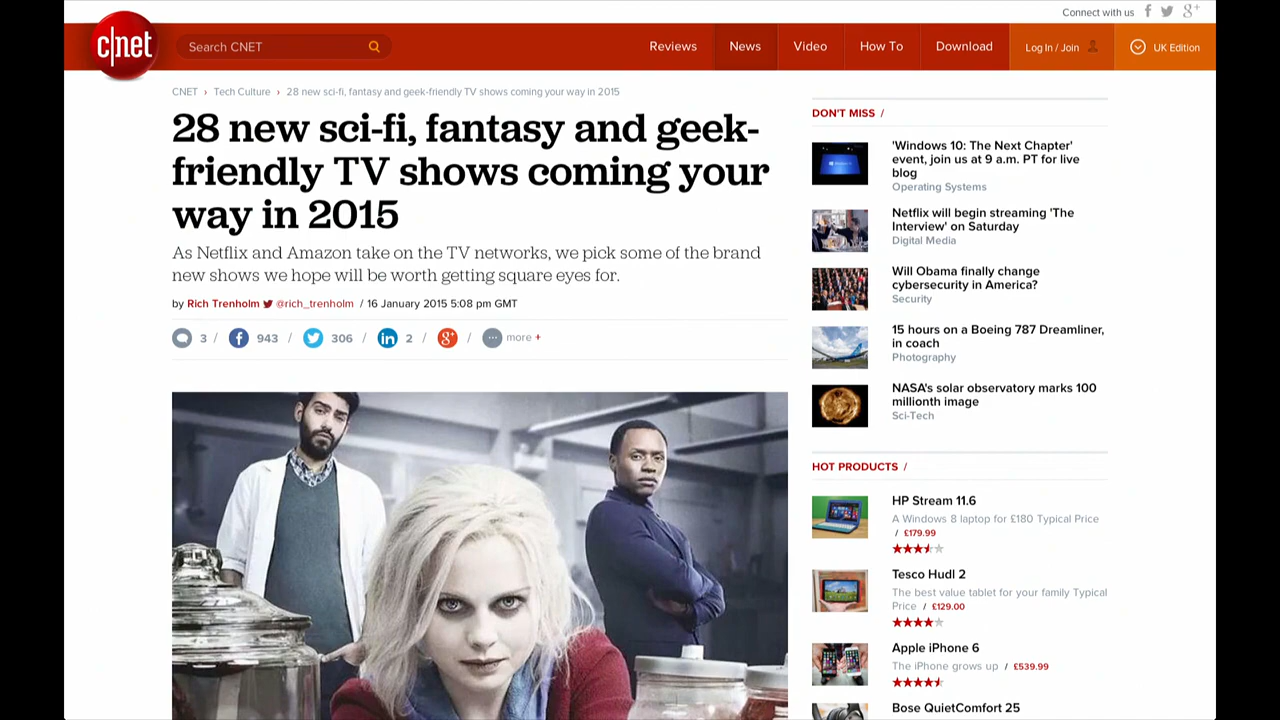 Connect with us
c|net
Search CNET
Reviews
News
Video
How To
Download
Log In / Join
UK Edition
CNET › Tech Culture › 28 new sci-fi, fantasy and geek-friendly TV shows coming your way in 2015
28 new sci-fi, fantasy and geek-
friendly TV shows coming your
way in 2015
As Netflix and Amazon take on the TV networks, we pick some of the brand
new shows we hope will be worth getting square eyes for.
by Rich Trenholm @rich_trenholm / 16 January 2015 5:08 pm GMT
3 / 943 / 306 / 2 / / more +
DON'T MISS /
'Windows 10: The Next Chapter'
event, join us at 9 a.m. PT for live
blog
Operating Systems
Netflix will begin streaming 'The
Interview' on Saturday
Digital Media
Will Obama finally change
cybersecurity in America?
Security
15 hours on a Boeing 787 Dreamliner,
in coach
Photography
NASA's solar observatory marks 100
millionth image
Sci-Tech
HOT PRODUCTS /
HP Stream 11.6
A Windows 8 laptop for £180 Typical Price
/ £179.99
Tesco Hudl 2
The best value tablet for your family Typical
Price / £129.00
Apple iPhone 6
The iPhone grows up / £539.99
Bose QuietComfort 25